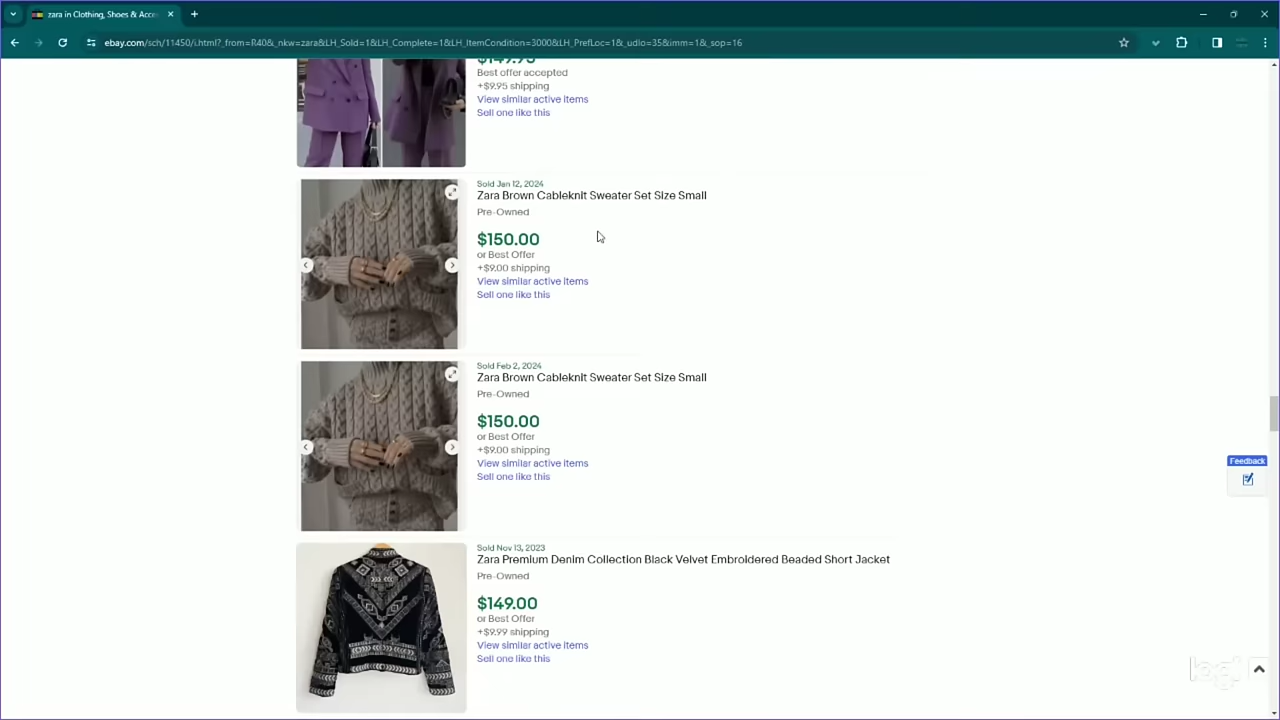 zara in Clothing, Shoes & Acce
ebay.com/sch/11450/i.html?_from=R40&_nkw=zara&LH_Sold=1&LH_Complete=1&LH_ItemCondition=3000&LH_PrefLoc=1&_udlo=35&imm=1&_sop=16
$149.95
Best offer accepted
+$9.95 shipping
View similar active items
Sell one like this
Sold Jan 12, 2024
Zara Brown Cableknit Sweater Set Size Small
Pre-Owned
$150.00
or Best Offer
+$9.00 shipping
View similar active items
Sell one like this
Sold Feb 2, 2024
Zara Brown Cableknit Sweater Set Size Small
Pre-Owned
$150.00
or Best Offer
+$9.00 shipping
View similar active items
Sell one like this
Feedback
Sold Nov 13, 2023
Zara Premium Denim Collection Black Velvet Embroidered Beaded Short Jacket
Pre-Owned
$149.00
or Best Offer
+$9.99 shipping
View similar active items
Sell one like this